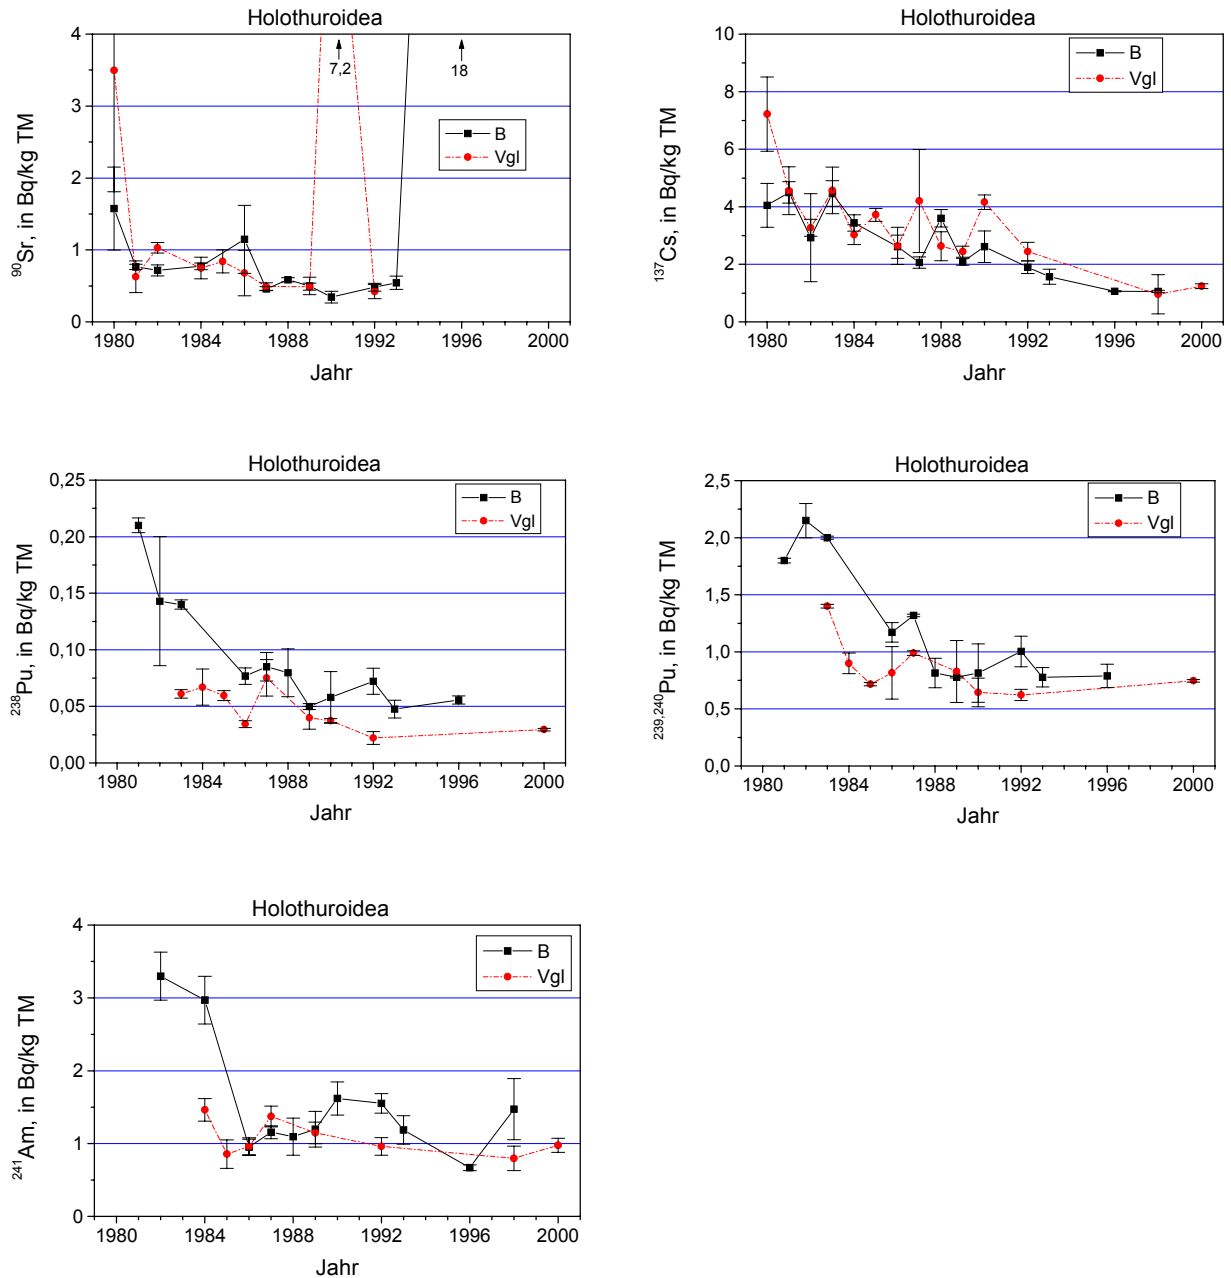 Holothuroidea
4
3
2
1
0
7,2
18
B
Vgl
1980 1984 1988 1992 1996 2000
Jahr
⁹⁰Sr, in Bq/kg TM
Holothuroidea
10
8
6
4
2
0
B
Vgl
1980 1984 1988 1992 1996 2000
Jahr
¹³⁷Cs, in Bq/kg TM
Holothuroidea
0,25
0,20
0,15
0,10
0,05
0,00
B
Vgl
1980 1984 1988 1992 1996 2000
Jahr
²³⁸Pu, in Bq/kg TM
Holothuroidea
2,5
2,0
1,5
1,0
0,5
0,0
B
Vgl
1980 1984 1988 1992 1996 2000
Jahr
²³⁹,²⁴⁰Pu, in Bq/kg TM
Holothuroidea
4
3
2
1
0
B
Vgl
1980 1984 1988 1992 1996 2000
Jahr
²⁴¹Am, in Bq/kg TM